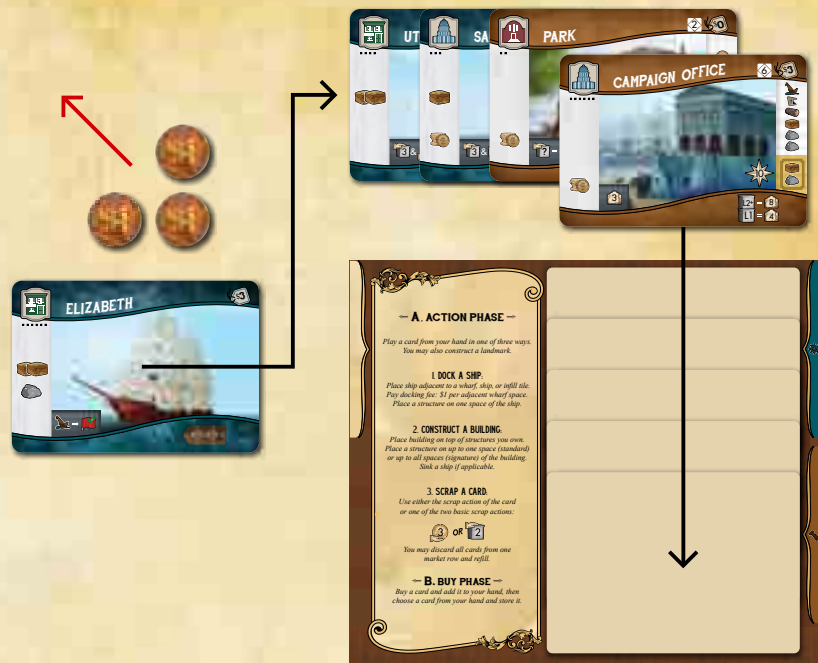 UT
SA
PARK
2
$0
CAMPAIGN OFFICE
6
$3
3 &
3 &
? -
3
10
L2+ = 8
L1 = 4
ELIZABETH
$3
A. ACTION PHASE
Play a card from your hand in one of three ways.
You may also construct a landmark.
1. DOCK A SHIP:
Place ship adjacent to a wharf, ship, or infill tile.
Pay docking fee: $1 per adjacent wharf space.
Place a structure on one space of the ship.
2. CONSTRUCT A BUILDING:
Place building on top of structures you own.
Place a structure on up to one space (standard)
or up to all spaces (signature) of the building.
Sink a ship if applicable.
3. SCRAP A CARD:
Use either the scrap action of the card
or one of the two basic scrap actions:
3 OR 2
You may discard all cards from one
market row and refill.
B. BUY PHASE
Buy a card and add it to your hand, then
choose a card from your hand and store it.